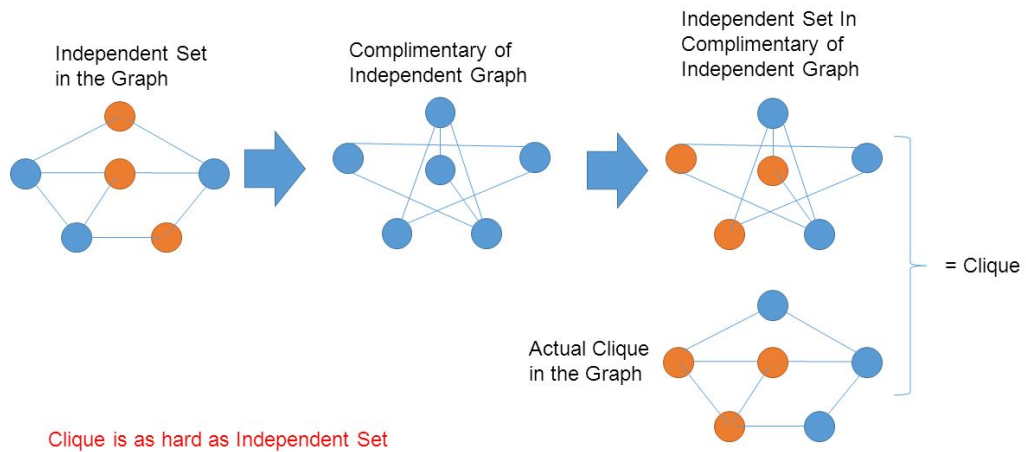 Independent Set
in the Graph
Complimentary of
Independent Graph
Independent Set In
Complimentary of
Independent Graph
= Clique
Actual Clique
in the Graph
Clique is as hard as Independent Set